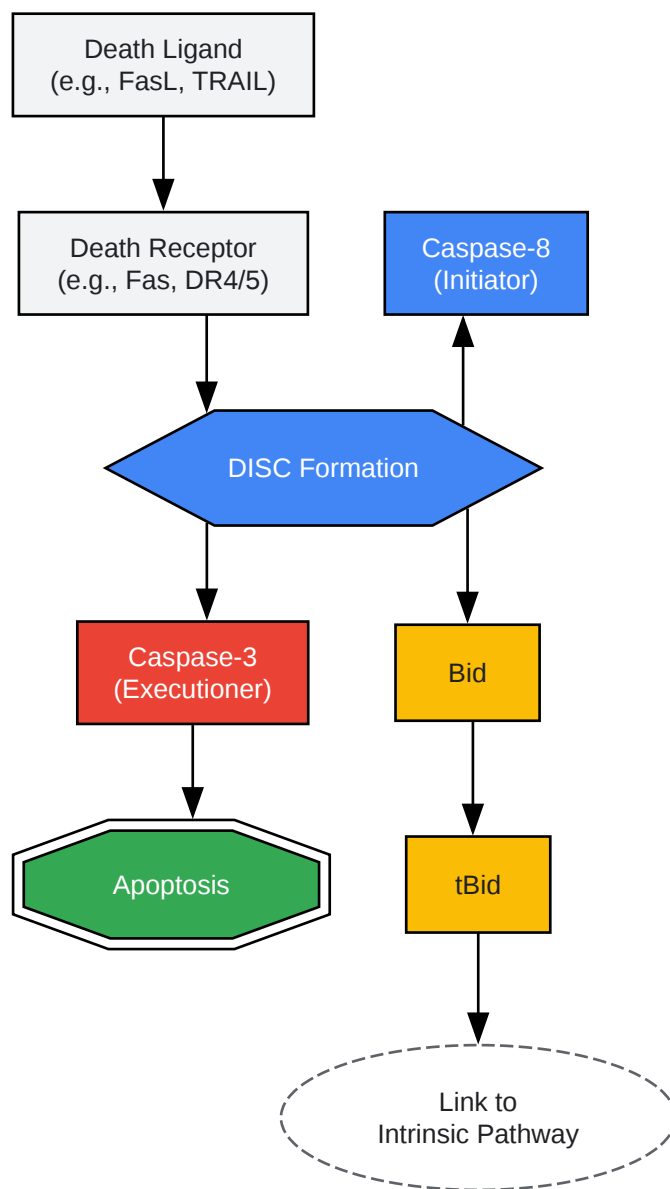 Death Ligand
(e.g., FasL, TRAIL)
Death Receptor
(e.g., Fas, DR4/5)
Caspase-8
(Initiator)
DISC Formation
Caspase-3
(Executioner)
Bid
Apoptosis
tBid
Link to
Intrinsic Pathway